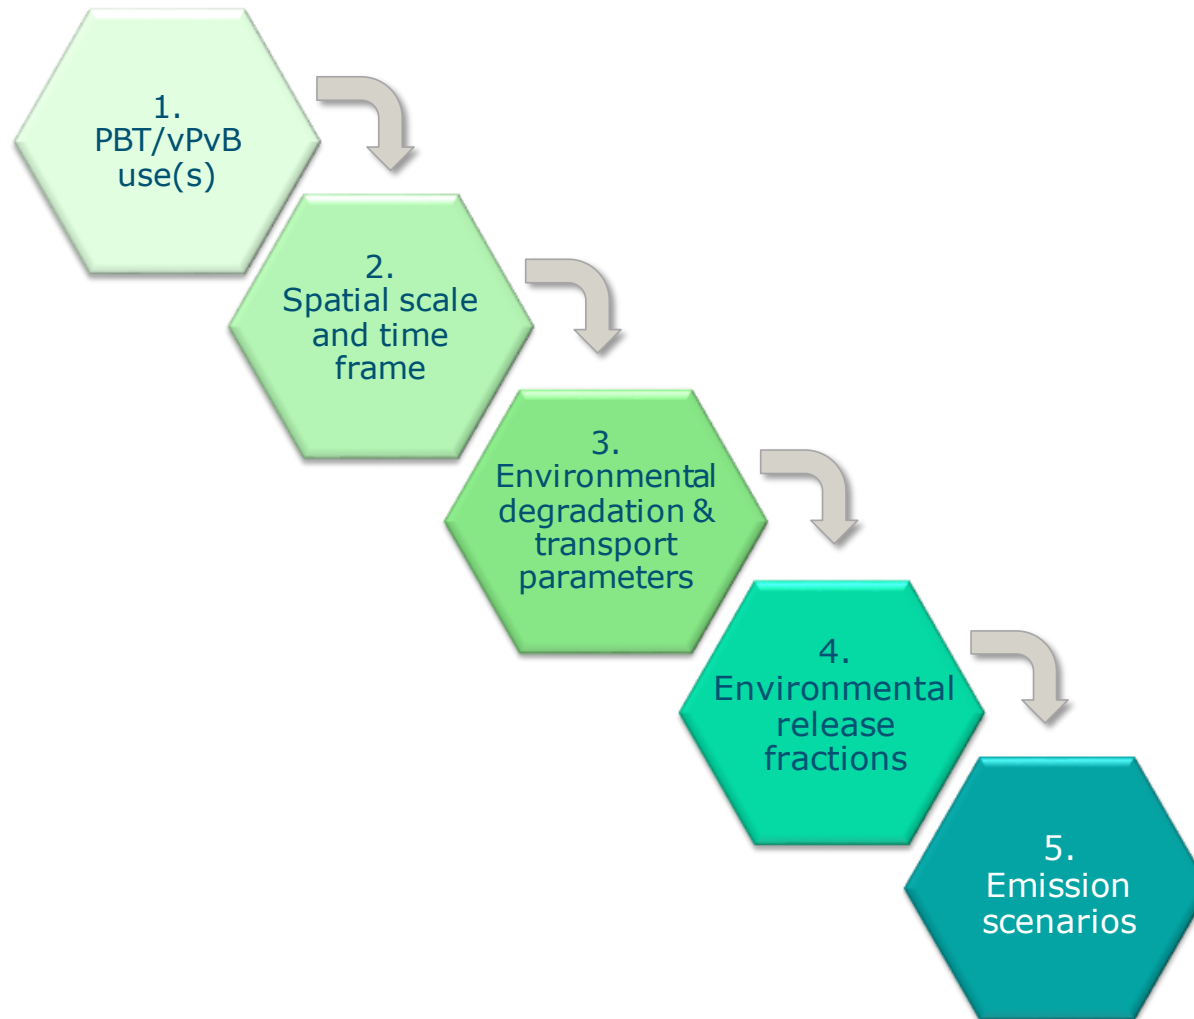 1.
PBT/vPvB
use(s)
2.
Spatial scale
and time
frame
3.
Environmental
degradation &
transport
parameters
4.
Environmental
release
fractions
5.
Emission
scenarios